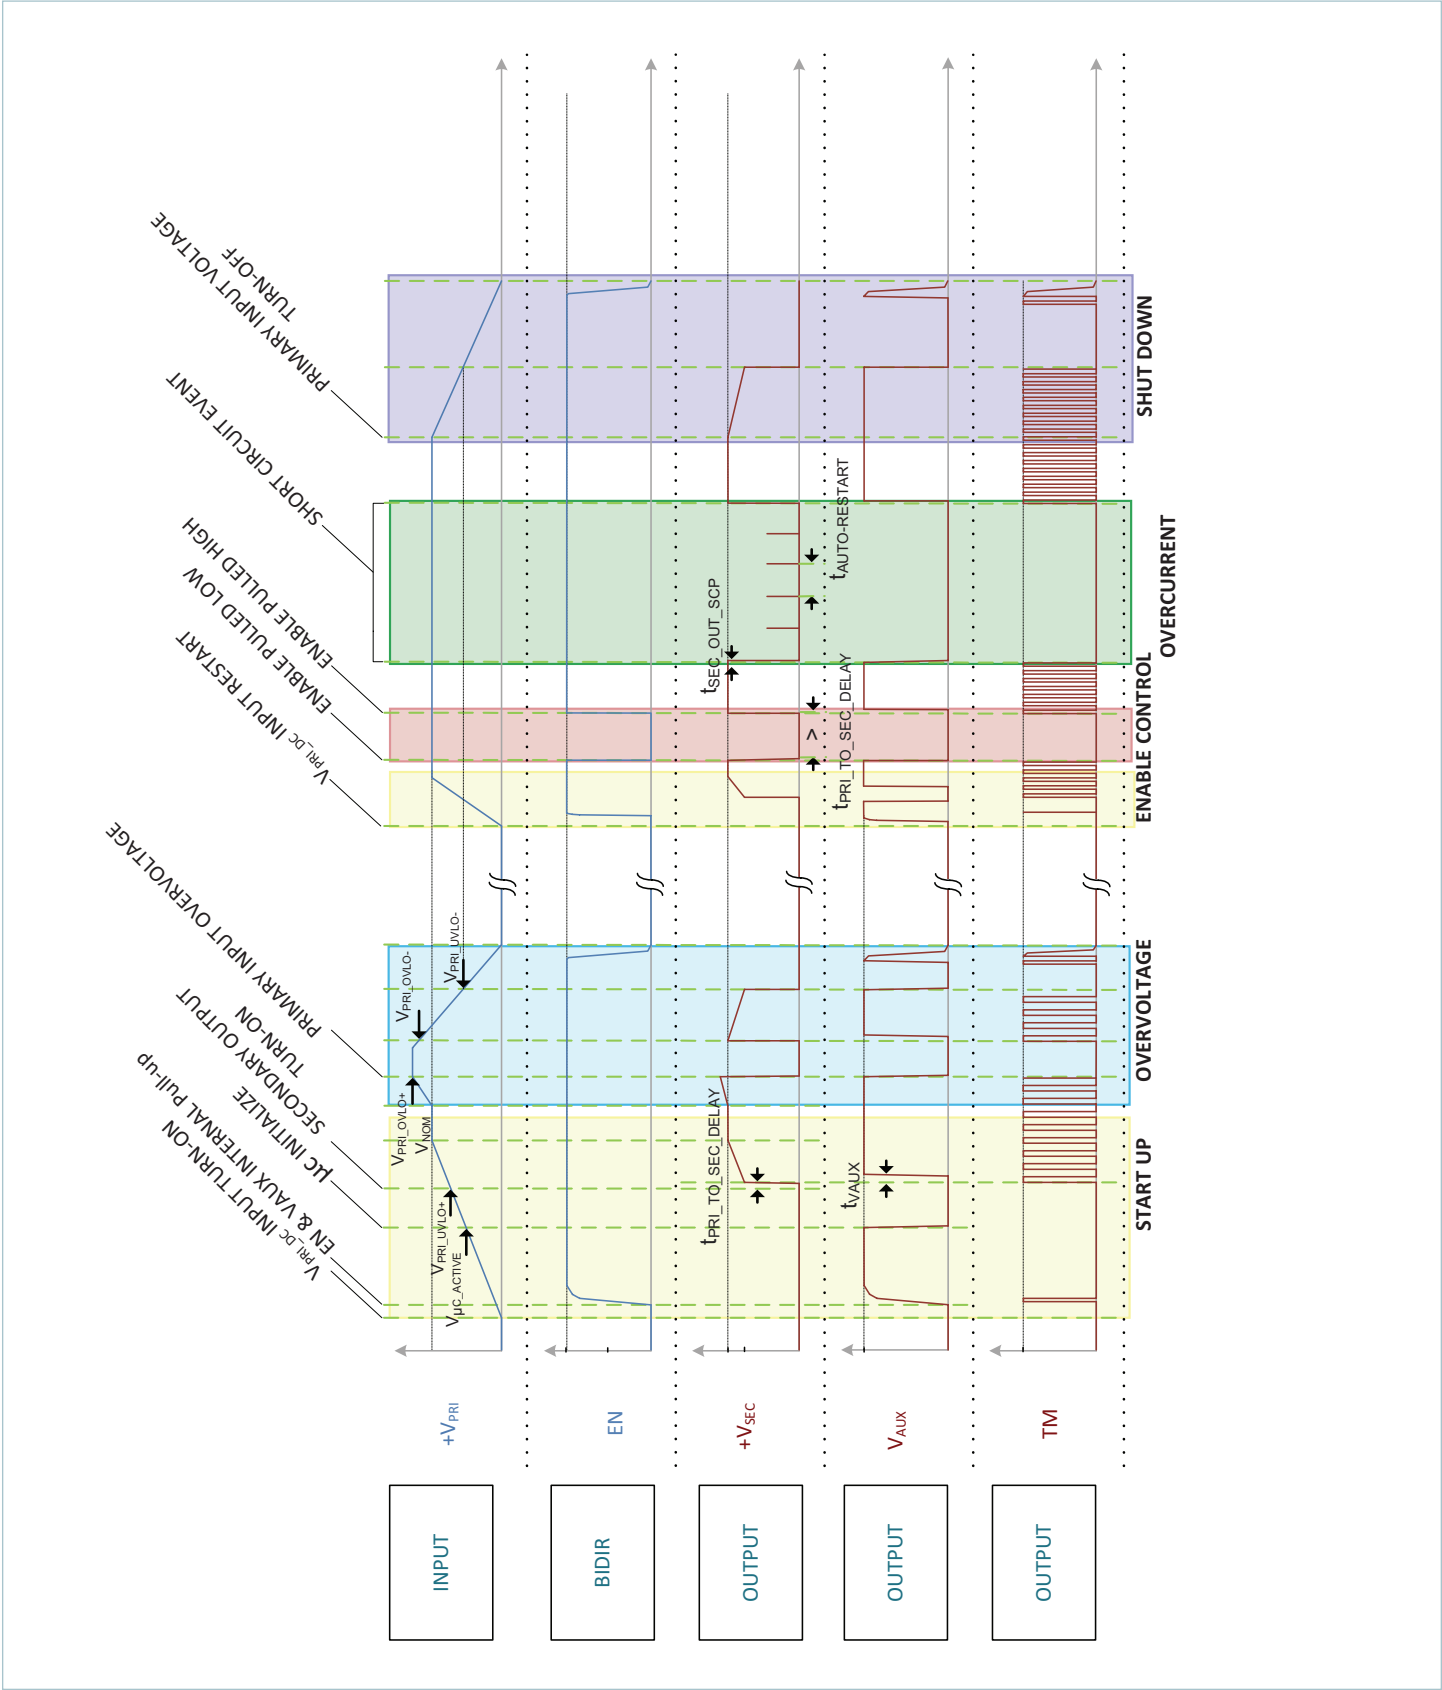 V PRI_DC INPUT TURN-ON
EN & VAUX INTERNAL Pull-up
µC INITIALIZE
SECONDARY OUTPUT
TURN-ON
PRIMARY INPUT OVERVOLTAGE
V PRI_DC INPUT RESTART
ENABLE PULLED LOW
ENABLE PULLED HIGH
SHORT CIRCUIT EVENT
PRIMARY INPUT VOLTAGE
TURN-OFF
INPUT
+VPRI
VµC_ACTIVE
VPRI_UVLO+
VPRI_OVLO+
VNOM
VPRI_OVLO-
VPRI_UVLO-
BIDIR
EN
OUTPUT
+VSEC
tPRI_TO_SEC_DELAY
tSEC_OUT_SCP
OUTPUT
VAUX
tVAUX
>
tPRI_TO_SEC_DELAY
tAUTO-RESTART
OUTPUT
TM
START UP
OVERVOLTAGE
ENABLE CONTROL
OVERCURRENT
SHUT DOWN